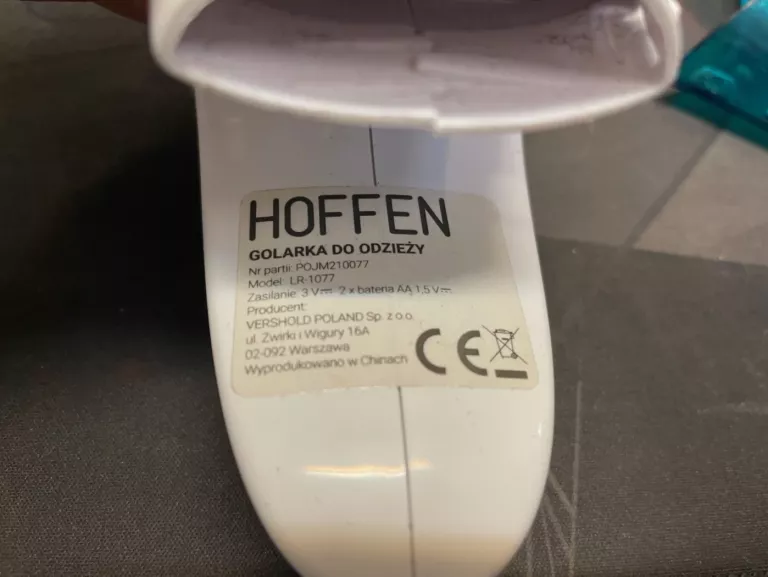 HOFFEN
GOLARKA DO ODZIEŻY
Nr partii: POJM210077
Model: LR-1077
Zasilanie: 3 V⎓ 2 x bateria AA 1,5 V⎓
Producent:
VERSHOLD POLAND Sp. z o.o.
ul. Żwirki i Wigury 16A
02-092 Warszawa
Wyprodukowano w Chinach
CE